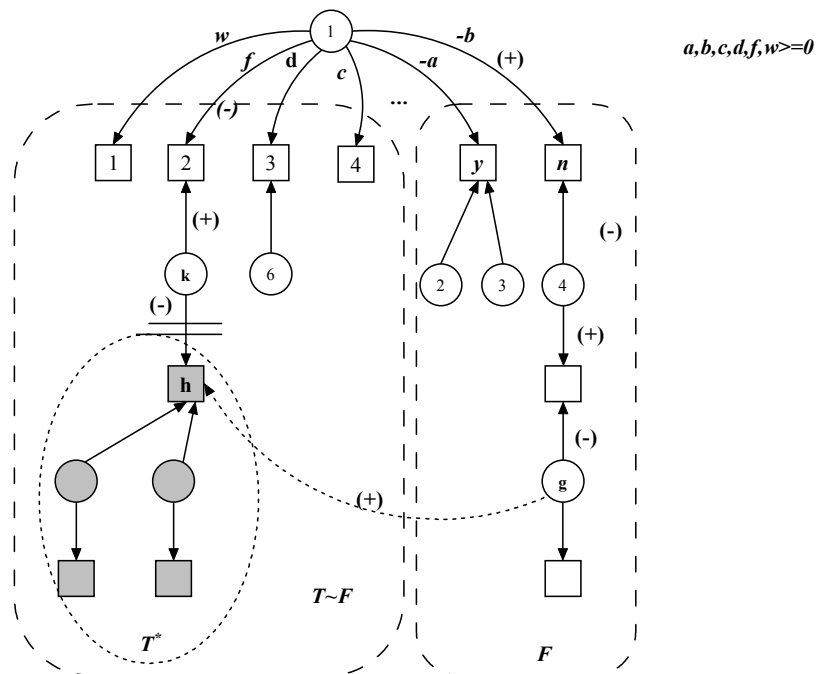 1
w
f
d
c
-a
-b
(+)
a,b,c,d,f,w>=0
(-)
...
1
2
3
4
y
n
(+)
(-)
k
6
2
3
4
(-)
(+)
h
(-)
g
(+)
T~F
T*
F